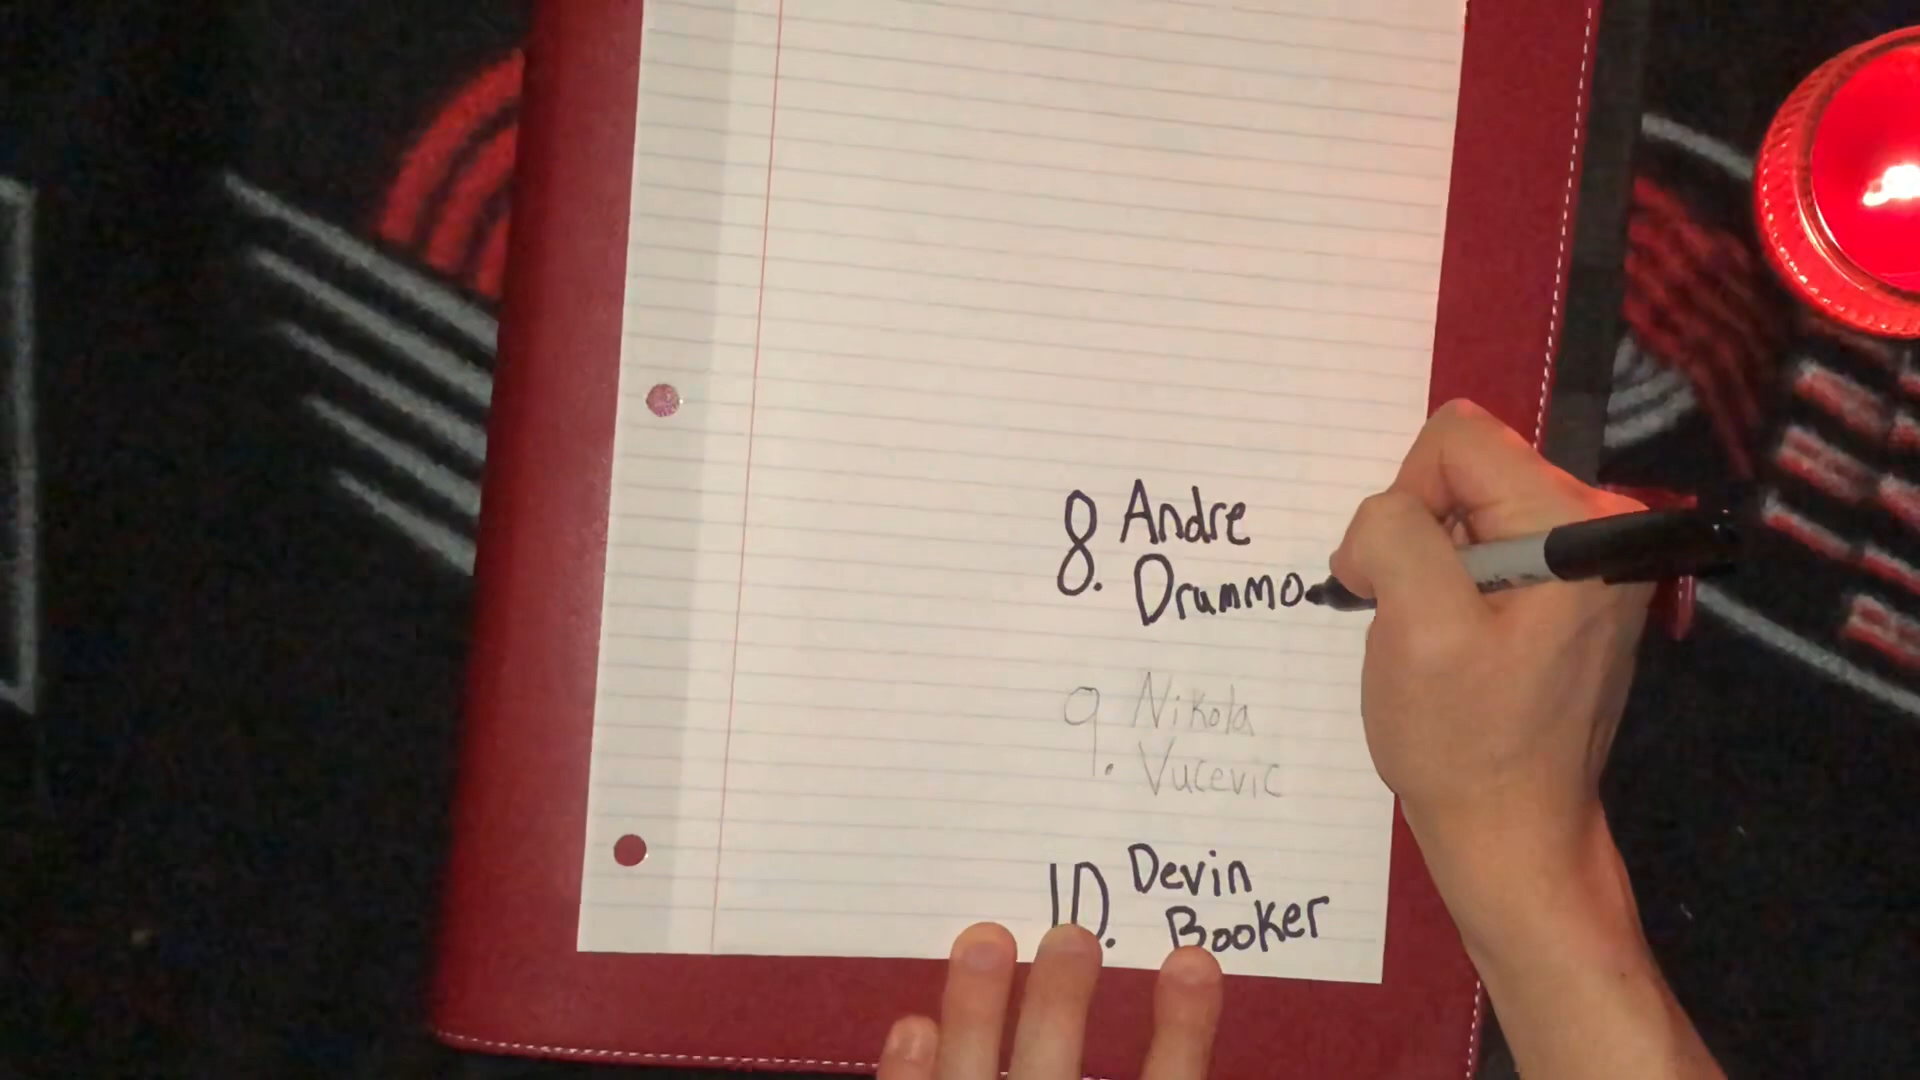 8. Andre
Drummo
9. Nikola
Vucevic
10. Devin
Booker